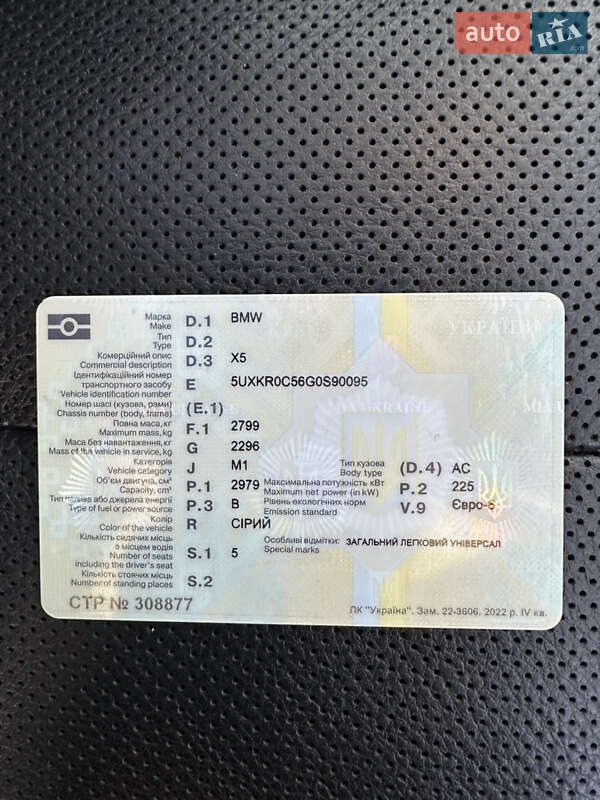 auto RIA .com
УКРАЇНА
Марка D.1 BMW
Make
Тип D.2
Type
Комерційний опис D.3 X5
Commercial description
Ідентифікаційний номер
транспортного засобу E 5UXKR0C56G0S90095
Vehicle identification number
Номер шасі (кузова, рами) (E.1)
Chassis number (body, frame)
Повна маса, кг F.1 2799
Maximum mass, kg
Маса без навантаження, кг G 2296
Mass of the vehicle in service, kg
Категорія J M1 Тип кузова (D.4) AC
Vehicle category Body type
Об'єм двигуна, см³ P.1 2979 Максимальна потужність кВт P.2 225
Capacity, cm³ Maximum net power (in kW)
Тип палива або джерела енергії P.3 B Рівень екологічних норм V.9 Євро-6
Type of fuel or power source Emission standard
Колір R СІРИЙ
Color of the vehicle
Кількість сидячих місць Особливі відмітки: ЗАГАЛЬНИЙ ЛЕГКОВИЙ УНІВЕРСАЛ
з місцем водія S.1 5 Special marks
Number of seats
including the driver's seat
Кількість стоячих місць S.2
Number of standing places
СТР № 308877
ПК "Україна". Зам. 22-3606. 2022 р. IV кв.